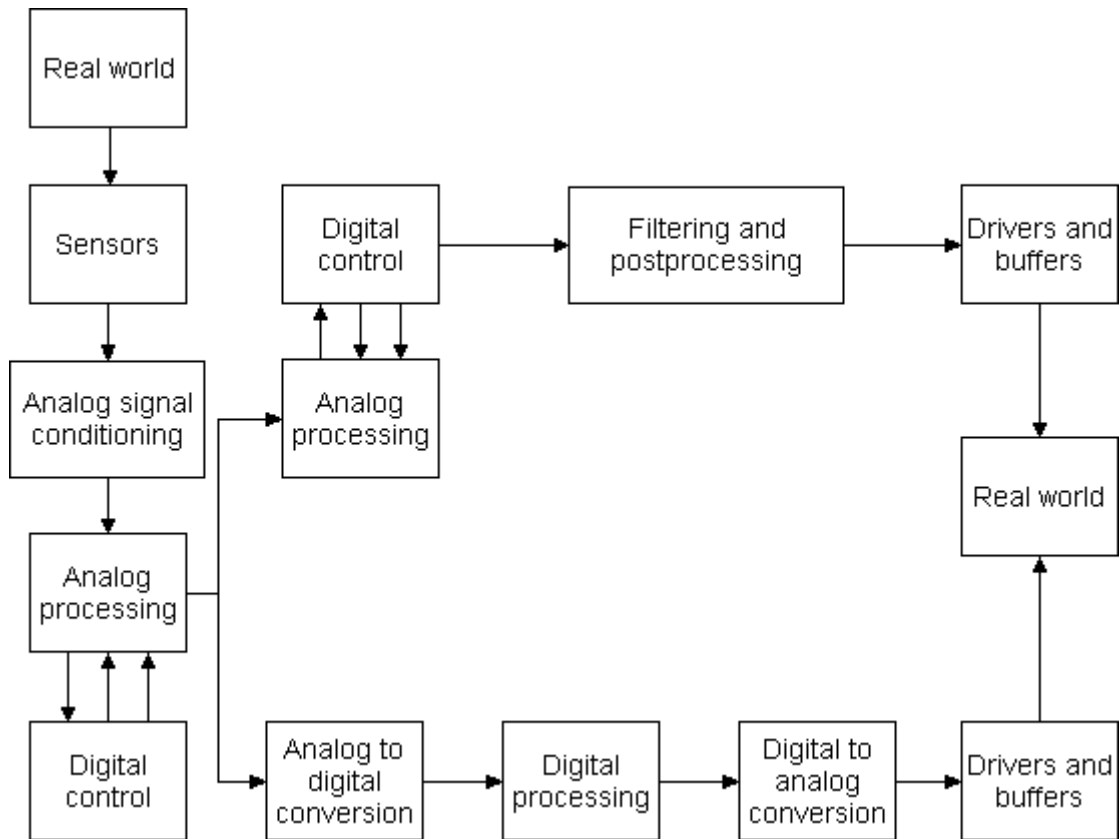 Real world
Sensors
Digital
control
Filtering and
postprocessing
Drivers and
buffers
Analog signal
conditioning
Analog
processing
Real world
Analog
processing
Digital
control
Analog to
digital
conversion
Digital
processing
Digital to
analog
conversion
Drivers and
buffers